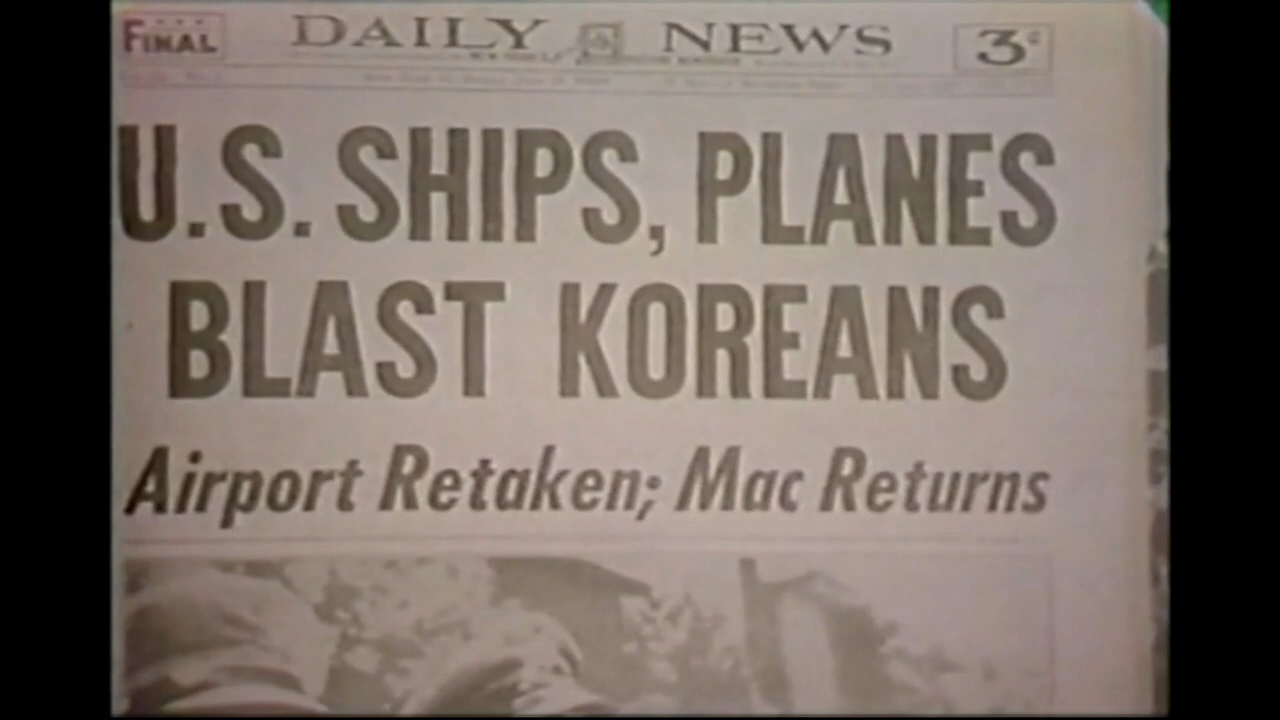 FINAL
DAILY NEWS
3¢
U.S. SHIPS, PLANES
BLAST KOREANS
Airport Retaken; Mac Returns